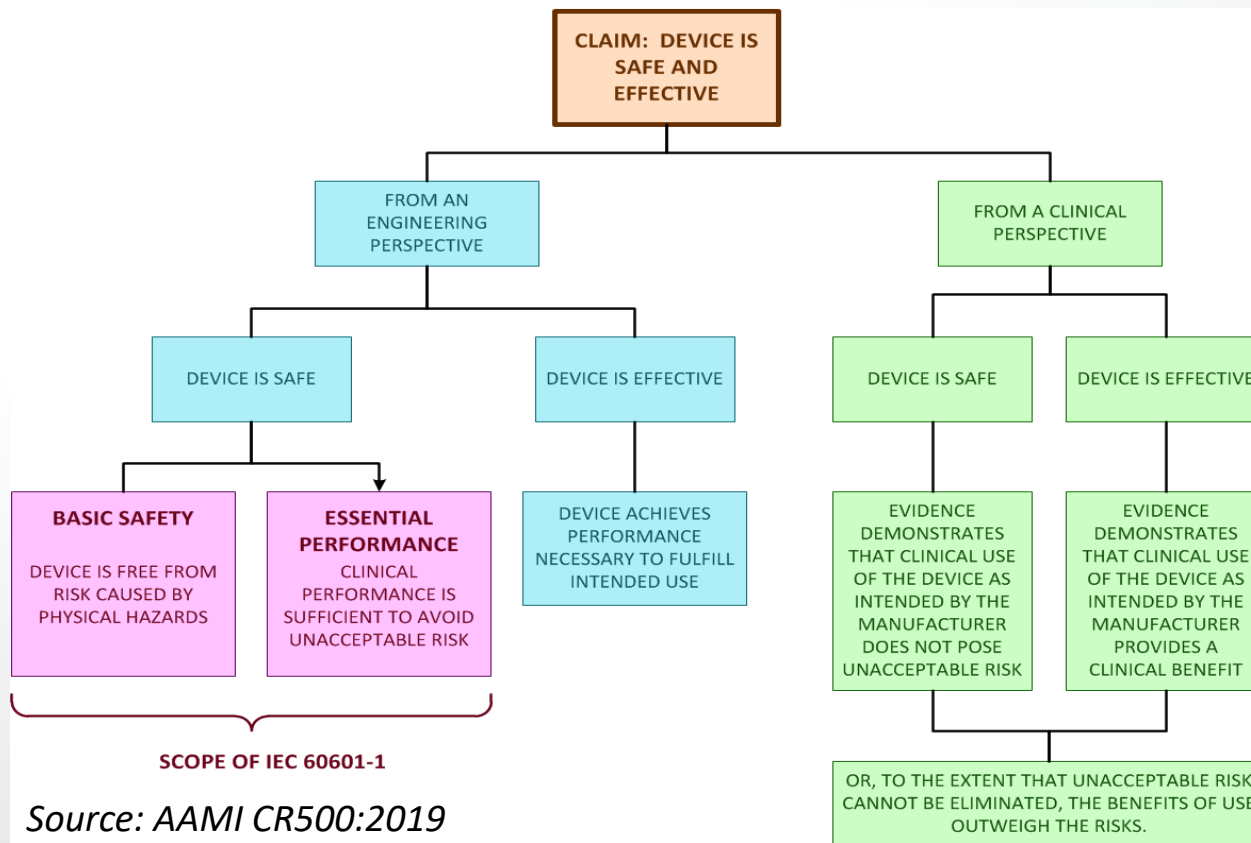 CLAIM: DEVICE IS
SAFE AND
EFFECTIVE
FROM AN
ENGINEERING
PERSPECTIVE
FROM A CLINICAL
PERSPECTIVE
DEVICE IS SAFE
DEVICE IS EFFECTIVE
DEVICE IS SAFE
DEVICE IS EFFECTIVE
BASIC SAFETY
DEVICE IS FREE FROM
RISK CAUSED BY
PHYSICAL HAZARDS
ESSENTIAL
PERFORMANCE
CLINICAL
PERFORMANCE IS
SUFFICIENT TO AVOID
UNACCEPTABLE RISK
DEVICE ACHIEVES
PERFORMANCE
NECESSARY TO FULFILL
INTENDED USE
EVIDENCE
DEMONSTRATES
THAT CLINICAL USE
OF THE DEVICE AS
INTENDED BY THE
MANUFACTURER
DOES NOT POSE
UNACCEPTABLE RISK
EVIDENCE
DEMONSTRATES
THAT CLINICAL USE
OF THE DEVICE AS
INTENDED BY THE
MANUFACTURER
PROVIDES A
CLINICAL BENEFIT
SCOPE OF IEC 60601-1
OR, TO THE EXTENT THAT UNACCEPTABLE RISK
CANNOT BE ELIMINATED, THE BENEFITS OF USE
OUTWEIGH THE RISKS.
Source: AAMI CR500:2019